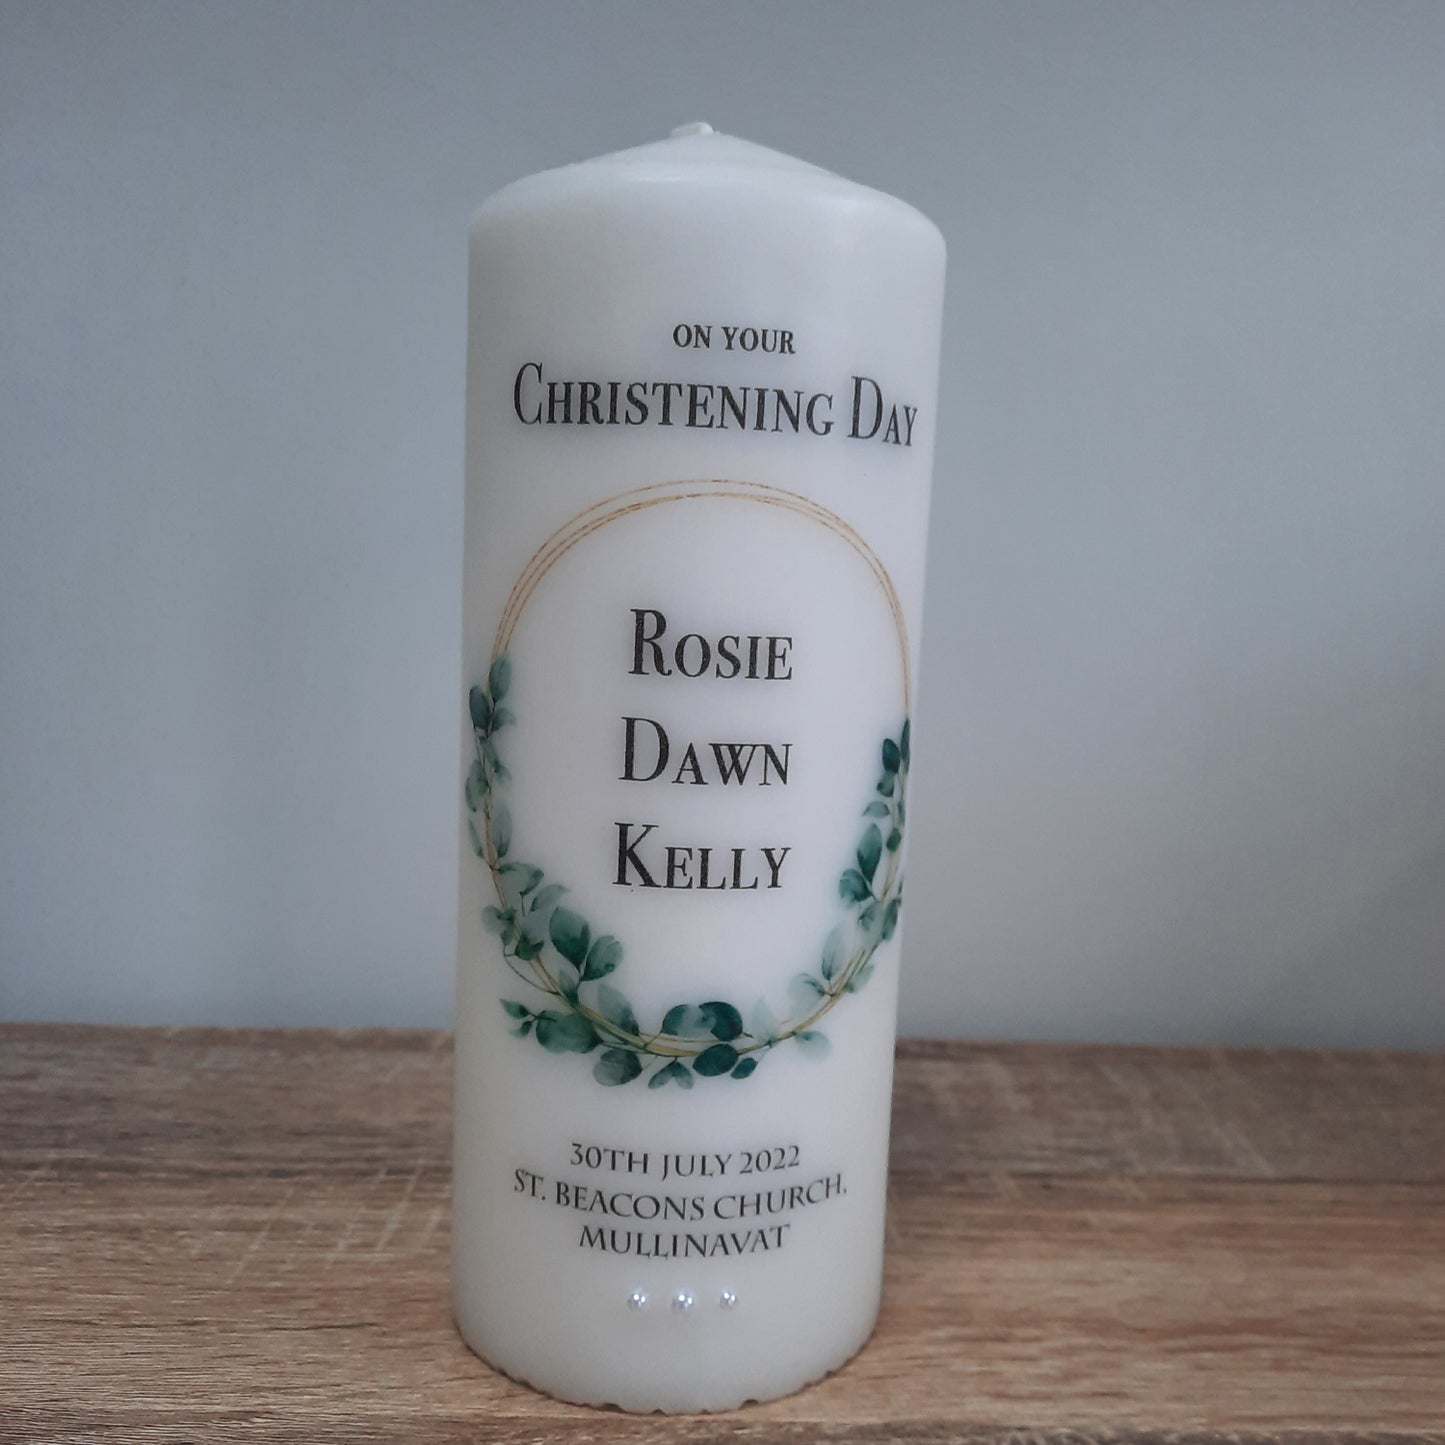 ON YOUR
CHRISTENING DAY
ROSIE
DAWN
KELLY
30TH JULY 2022
ST. BEACONS CHURCH,
MULLINAVAT